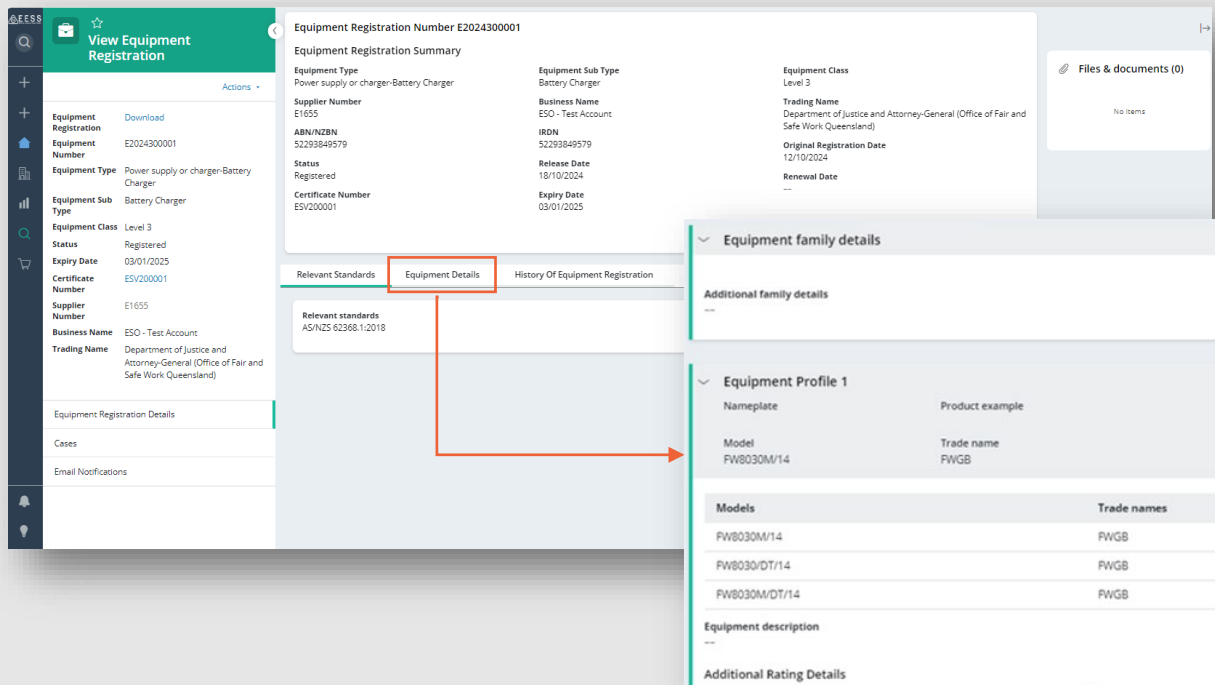 EESS
View Equipment
Registration
Actions
Equipment
Registration
Download
Equipment
Number
E2024300001
Equipment Type
Power supply or charger-Battery
Charger
Equipment Sub
Type
Battery Charger
Equipment Class
Level 3
Status
Registered
Expiry Date
03/01/2025
Certificate
Number
ESV200001
Supplier
Number
E1655
Business Name
ESO - Test Account
Trading Name
Department of Justice and
Attorney-General (Office of Fair and
Safe Work Queensland)
Equipment Registration Details
Cases
Email Notifications
Equipment Registration Number E2024300001
Equipment Registration Summary
Equipment Type
Power supply or charger-Battery Charger
Equipment Sub Type
Battery Charger
Equipment Class
Level 3
Supplier Number
E1655
Business Name
ESO - Test Account
Trading Name
Department of Justice and Attorney-General (Office of Fair and
Safe Work Queensland)
ABN/NZBN
52293849579
IRDN
52293849579
Original Registration Date
12/10/2024
Status
Registered
Release Date
18/10/2024
Renewal Date
--
Certificate Number
ESV200001
Expiry Date
03/01/2025
Files & documents (0)
No items
Relevant Standards
Equipment Details
History Of Equipment Registration
Relevant standards
AS/NZS 62368.1:2018
Equipment family details
Additional family details
--
Equipment Profile 1
Nameplate
Product example
Model
FW8030M/14
Trade name
FWGB
Models
Trade names
FW8030M/14
FWGB
FW8030/DT/14
FWGB
FW8030M/DT/14
FWGB
Equipment description
--
Additional Rating Details